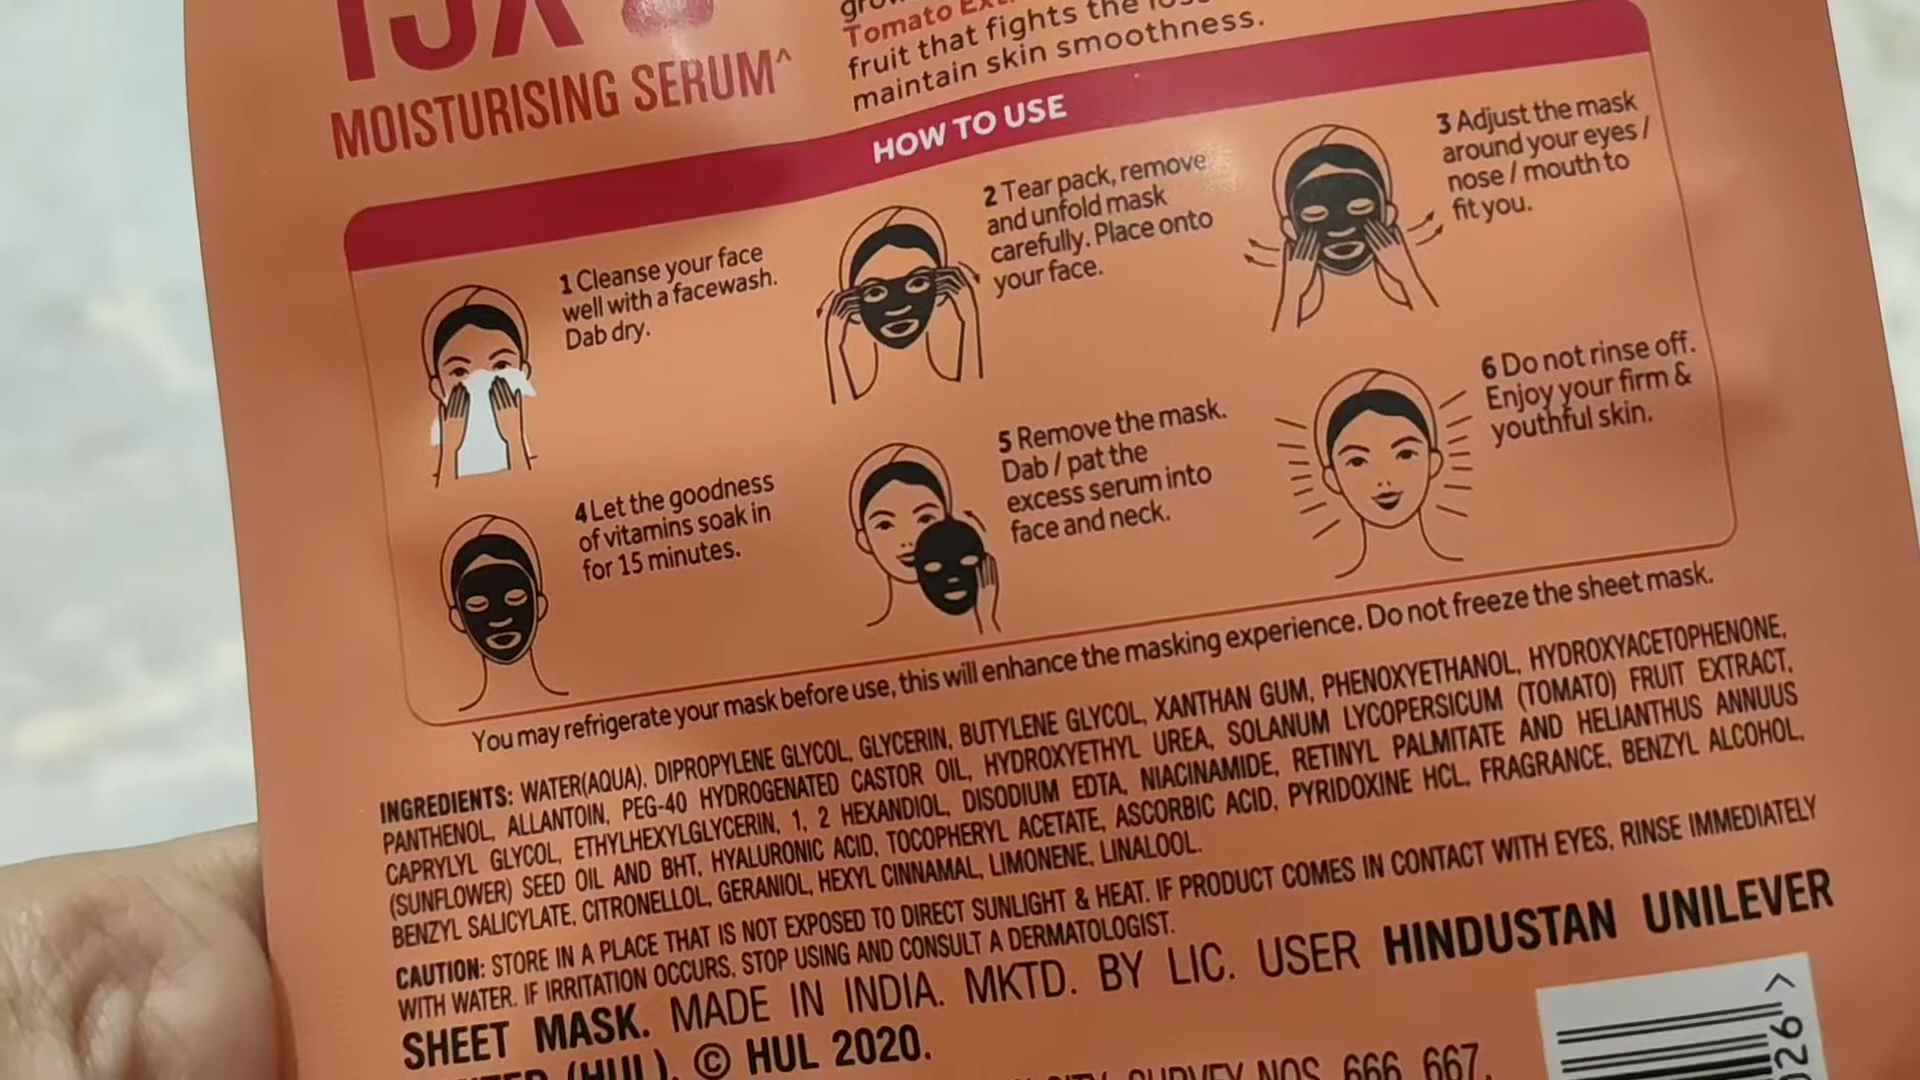 15X
MOISTURISING SERUM^
Tomato
fruit that fights the
maintain skin smoothness.
HOW TO USE
1 Cleanse your face
well with a facewash.
Dab dry.
2 Tear pack, remove
and unfold mask
carefully. Place onto
your face.
3 Adjust the mask
around your eyes /
nose / mouth to
fit you.
4 Let the goodness
of vitamins soak in
for 15 minutes.
5 Remove the mask.
Dab / pat the
excess serum into
face and neck.
6 Do not rinse off.
Enjoy your firm &
youthful skin.
You may refrigerate your mask before use, this will enhance the masking experience. Do not freeze the sheet mask.
INGREDIENTS: WATER(AQUA), DIPROPYLENE GLYCOL, GLYCERIN, BUTYLENE GLYCOL, XANTHAN GUM, PHENOXYETHANOL, HYDROXYACETOPHENONE,
PANTHENOL, ALLANTOIN, PEG-40 HYDROGENATED CASTOR OIL, HYDROXYETHYL UREA, SOLANUM LYCOPERSICUM (TOMATO) FRUIT EXTRACT,
CAPRYLYL GLYCOL, ETHYLHEXYLGLYCERIN, 1, 2 HEXANDIOL, DISODIUM EDTA, NIACINAMIDE, RETINYL PALMITATE AND HELIANTHUS ANNUUS
(SUNFLOWER) SEED OIL AND BHT, HYALURONIC ACID, TOCOPHERYL ACETATE, ASCORBIC ACID, PYRIDOXINE HCL, FRAGRANCE, BENZYL ALCOHOL,
BENZYL SALICYLATE, CITRONELLOL, GERANIOL, HEXYL CINNAMAL, LIMONENE, LINALOOL.
CAUTION: STORE IN A PLACE THAT IS NOT EXPOSED TO DIRECT SUNLIGHT & HEAT. IF PRODUCT COMES IN CONTACT WITH EYES, RINSE IMMEDIATELY
WITH WATER. IF IRRITATION OCCURS, STOP USING AND CONSULT A DERMATOLOGIST.
SHEET MASK. MADE IN INDIA. MKTD. BY LIC. USER HINDUSTAN UNILEVER
(HUL). © HUL 2020.
SURVEY NOS. 666, 667,